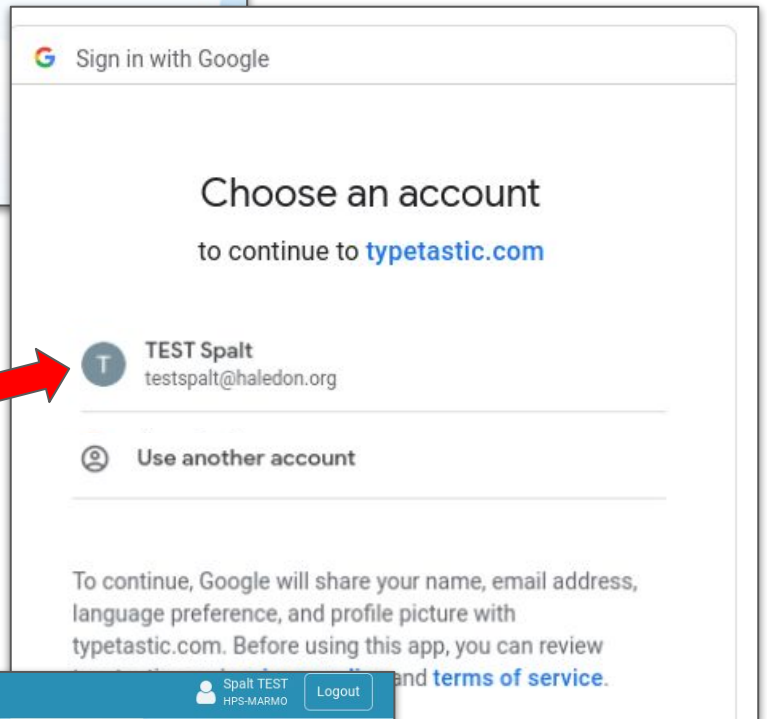 Sign in with Google
Choose an account
to continue to typetastic.com
T
TEST Spalt
testspalt@haledon.org
Use another account
To continue, Google will share your name, email address,
language preference, and profile picture with
typetastic.com. Before using this app, you can review
and terms of service.
Spalt TEST
HPS-MARMO
Logout